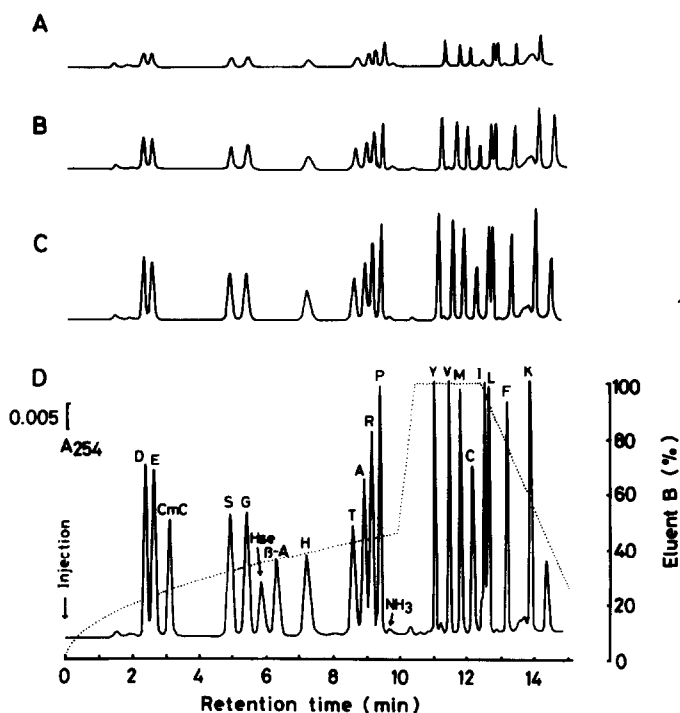 A
B
C
D
0.005
A254
Injection
D
E
CmC
S
G
Hse
β-A
H
T
A
R
P
NH3
Y
V
M
C
I
L
F
K
100
80
60
40
20
0
Eluent B (%)
0 2 4 6 8 10 12 14
Retention time (min)